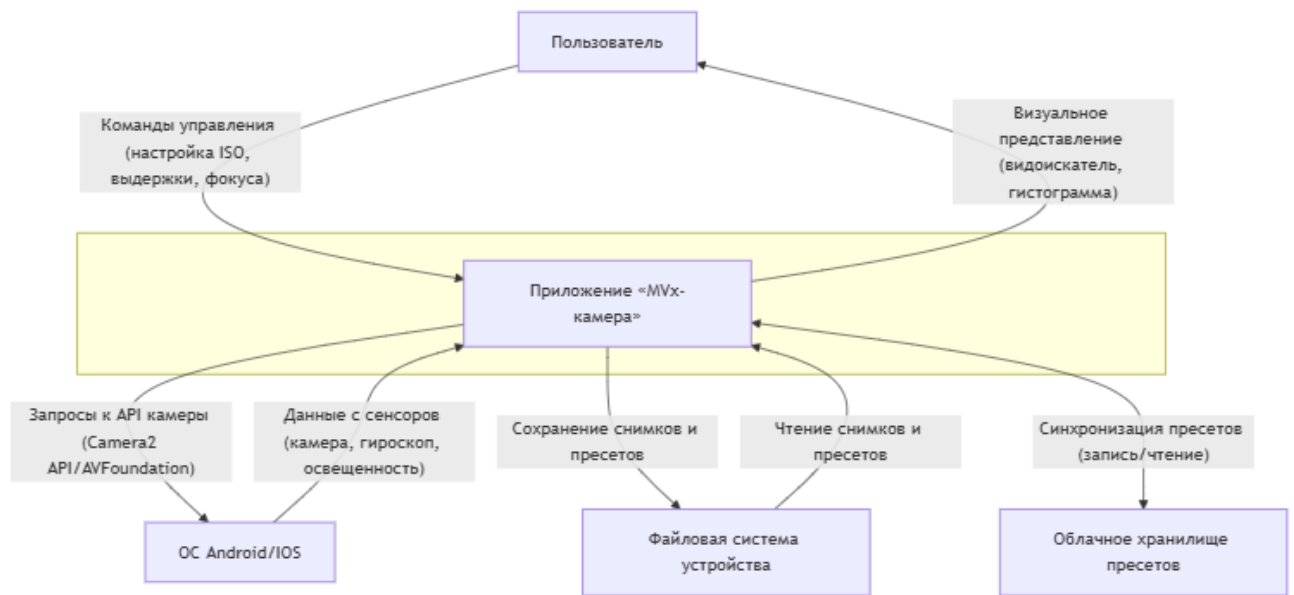 Пользователь
Команды управления
(настройка ISO,
выдержки, фокуса)
Визуальное
представление
(видоискатель,
гистограмма)
Приложение «MVx-
камера»
Запросы к API камеры
(Camera2
API/AVFoundation)
Данные с сенсоров
(камера, гироскоп,
освещенность)
Сохранение снимков и
пресетов
Чтение снимков и
пресетов
Синхронизация пресетов
(запись/чтение)
ОС Android/IOS
Файловая система
устройства
Облачное хранилище
пресетов